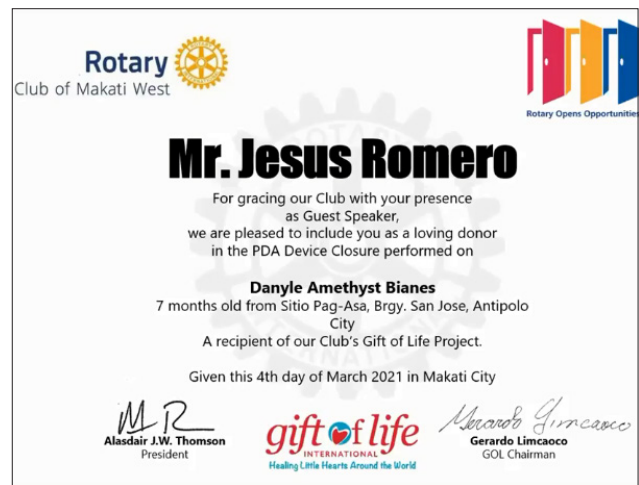 Rotary
Club of Makati West
Rotary Opens Opportunities
Mr. Jesus Romero
For gracing our Club with your presence
as Guest Speaker,
we are pleased to include you as a loving donor
in the PDA Device Closure performed on
Danyle Amethyst Bianes
7 months old from Sitio Pag-Asa, Brgy. San Jose, Antipolo
City
A recipient of our Club's Gift of Life Project.
Given this 4th day of March 2021 in Makati City
Alasdair J.W. Thomson
President
gift of life
INTERNATIONAL
Healing Little Hearts Around the World
Gerardo Limcaoco
Gerardo Limcaoco
GOL Chairman